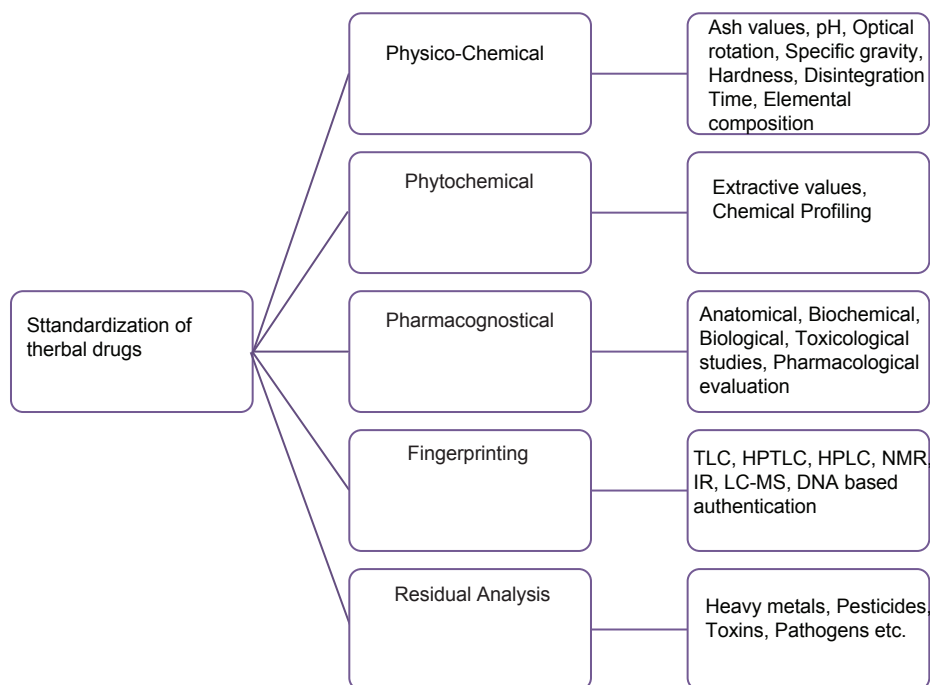 Physico-Chemical
Ash values, pH, Optical
rotation, Specific gravity,
Hardness, Disintegration
Time, Elemental
composition
Phytochemical
Extractive values,
Chemical Profiling
Sttandardization of
therbal drugs
Pharmacognostical
Anatomical, Biochemical,
Biological, Toxicological
studies, Pharmacological
evaluation
Fingerprinting
TLC, HPTLC, HPLC, NMR,
IR, LC-MS, DNA based
authentication
Residual Analysis
Heavy metals, Pesticides,
Toxins, Pathogens etc.